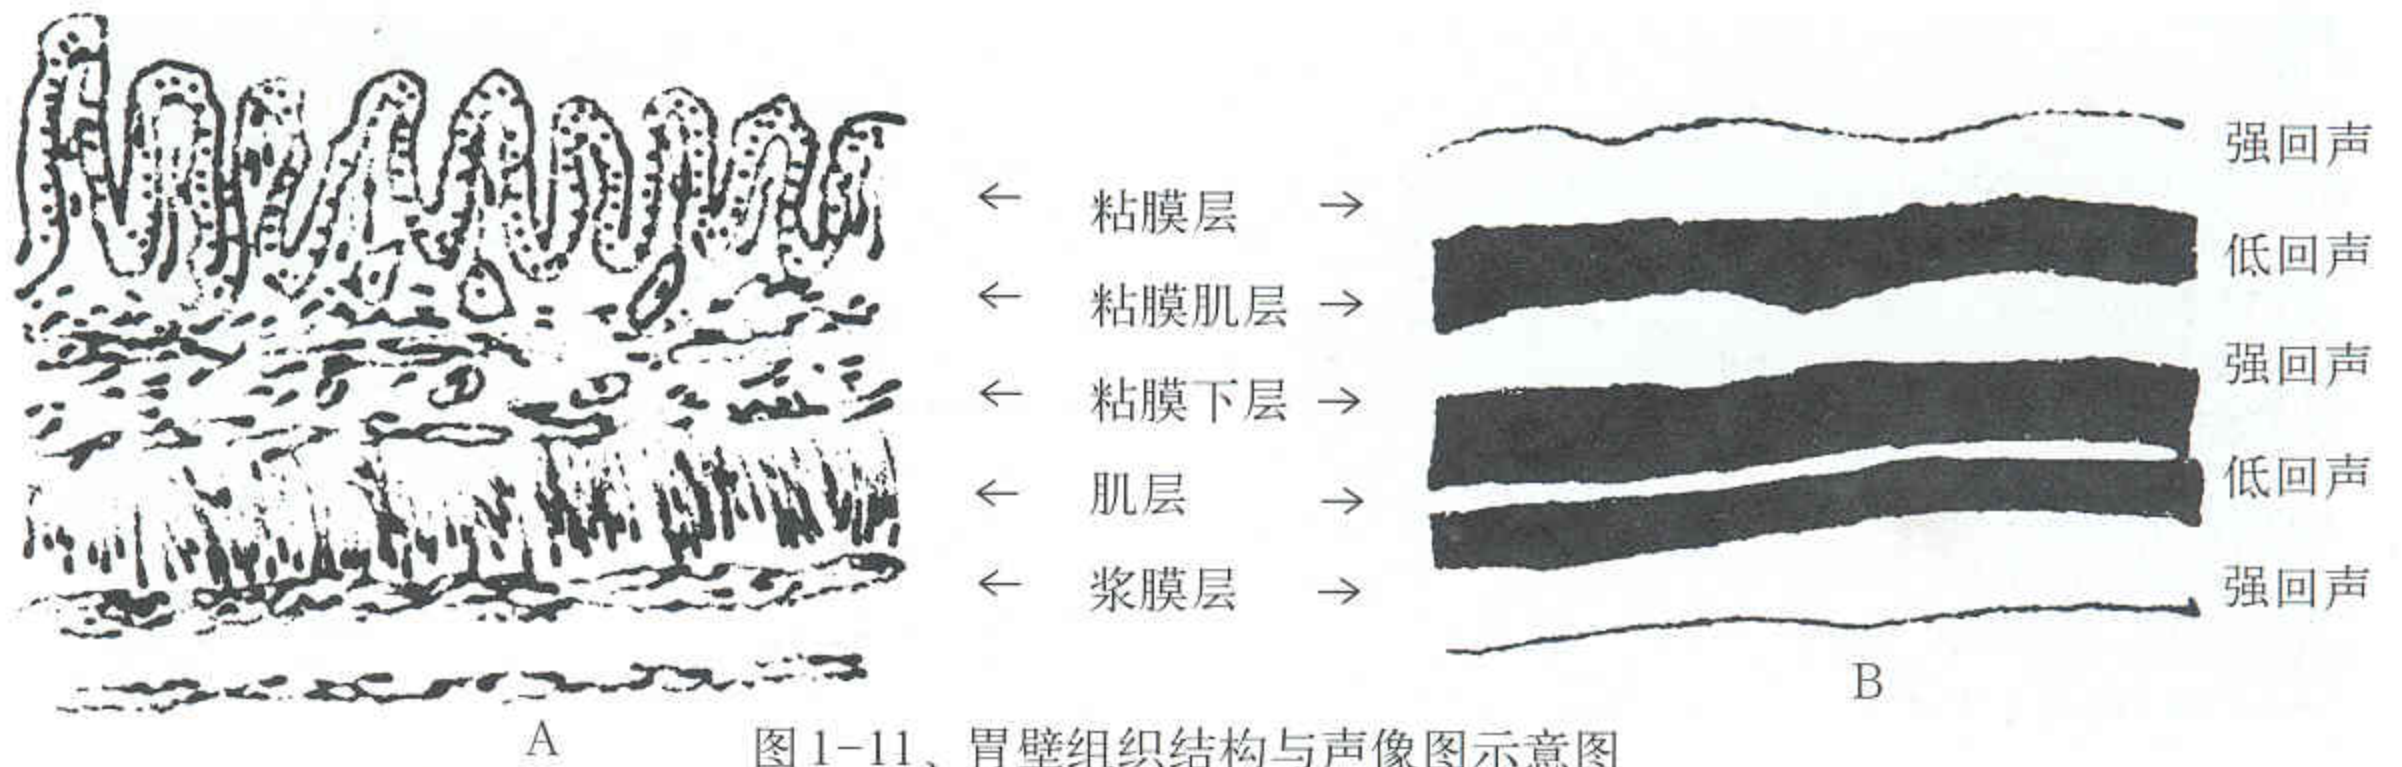 强回声
← 粘膜层 →
低回声
← 粘膜肌层 →
强回声
← 粘膜下层 →
低回声
← 肌层 →
强回声
← 浆膜层 →
B
A
图1-11、胃壁组织结构与声像图示意图